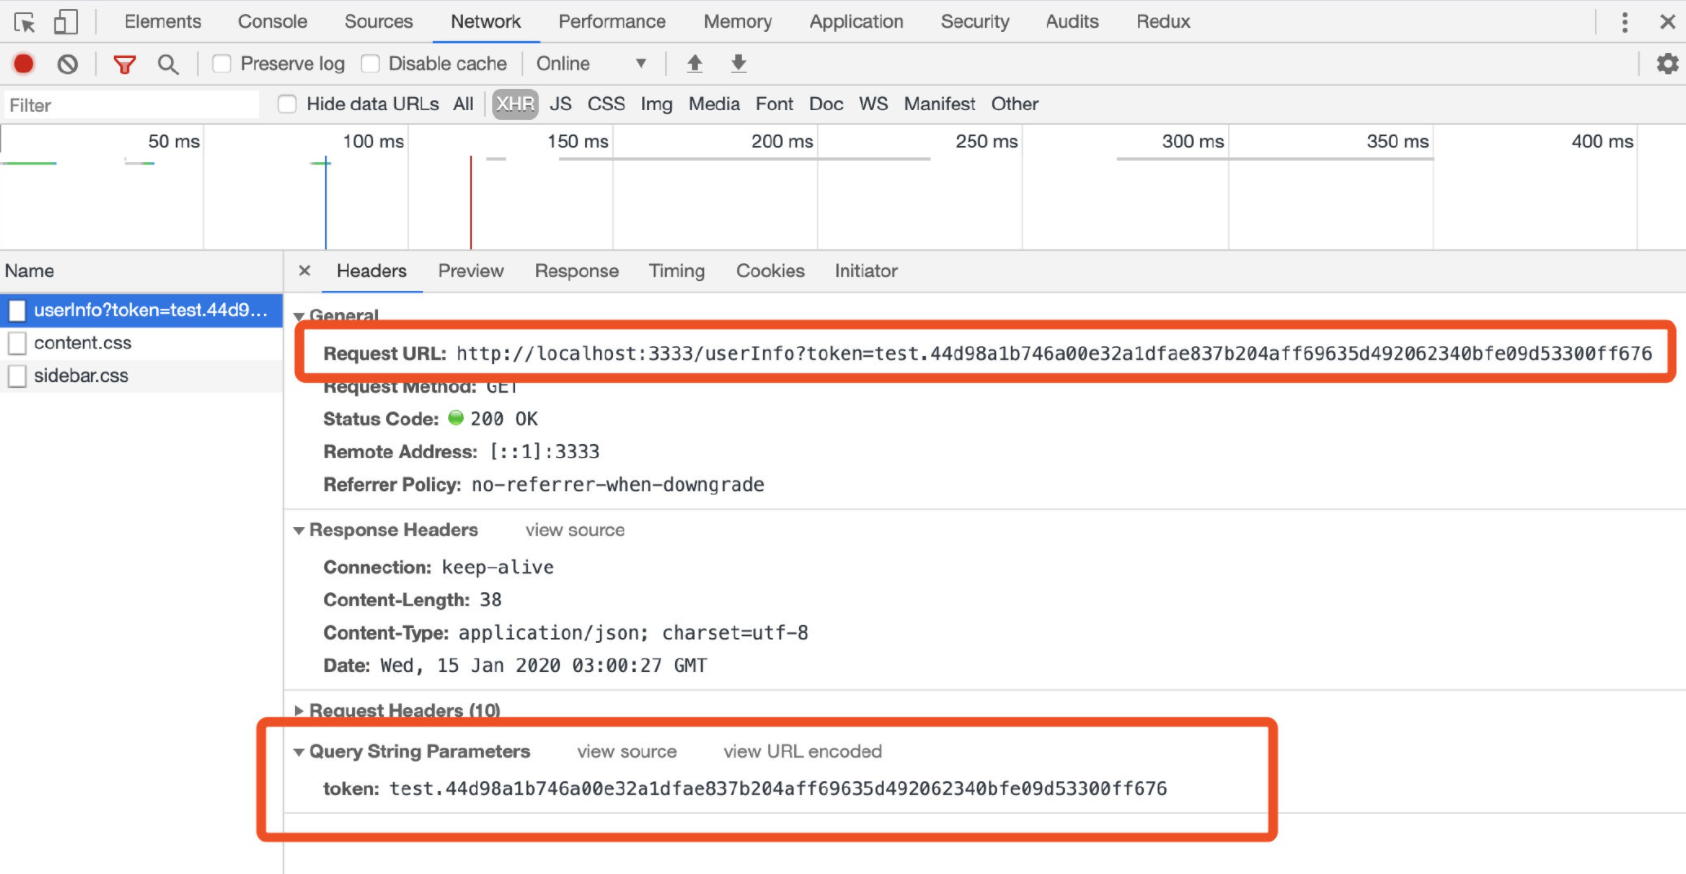 Elements Console Sources Network Performance Memory Application Security Audits Redux
Preserve log Disable cache Online
Filter Hide data URLs All XHR JS CSS Img Media Font Doc WS Manifest Other
50 ms 100 ms 150 ms 200 ms 250 ms 300 ms 350 ms 400 ms
Name Headers Preview Response Timing Cookies Initiator
userInfo?token=test.44d9...
content.css
sidebar.css
General
Request URL: http://localhost:3333/userInfo?token=test.44d98a1b746a00e32a1dfae837b204aff69635d492062340bfe09d53300ff676
Request Method: GET
Status Code: 200 OK
Remote Address: [::1]:3333
Referrer Policy: no-referrer-when-downgrade
Response Headers view source
Connection: keep-alive
Content-Length: 38
Content-Type: application/json; charset=utf-8
Date: Wed, 15 Jan 2020 03:00:27 GMT
Request Headers (10)
Query String Parameters view source view URL encoded
token: test.44d98a1b746a00e32a1dfae837b204aff69635d492062340bfe09d53300ff676